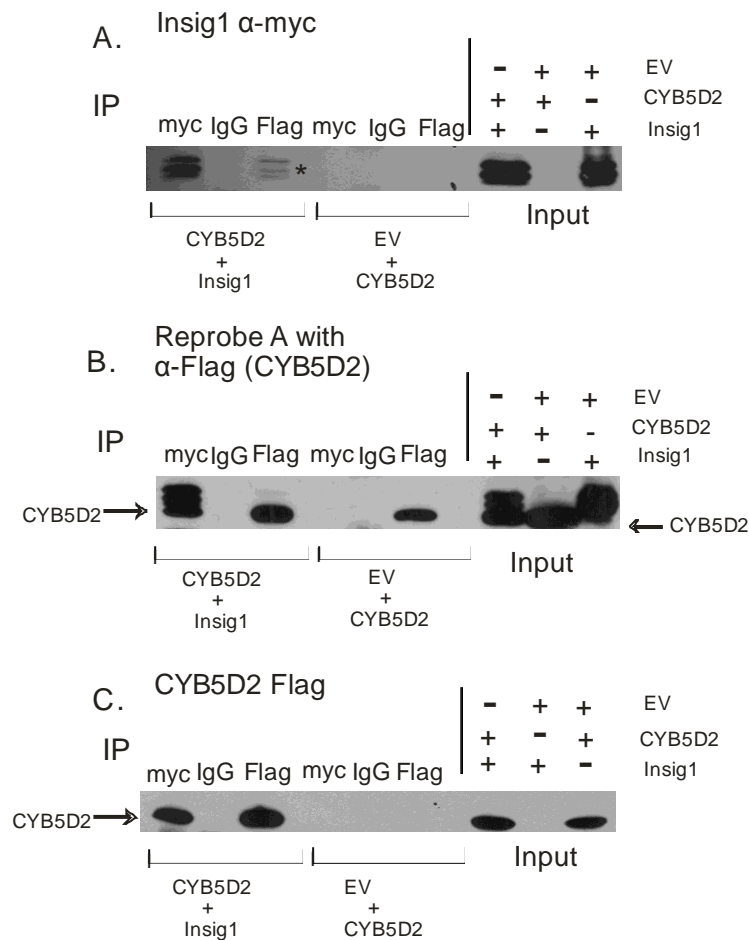 A.
Insig1 α-myc
- + + EV
+ + - CYB5D2
+ - + Insig1
IP
myc IgG Flag myc IgG Flag
*
CYB5D2
+
Insig1
EV
+
CYB5D2
Input
B.
Reprobe A with
α-Flag (CYB5D2)
- + + EV
+ + - CYB5D2
+ - + Insig1
IP
myc IgG Flag myc IgG Flag
CYB5D2
CYB5D2
CYB5D2
+
Insig1
EV
+
CYB5D2
Input
C.
CYB5D2 Flag
- + + EV
+ - + CYB5D2
+ + - Insig1
IP
myc IgG Flag myc IgG Flag
CYB5D2
CYB5D2
+
Insig1
EV
+
CYB5D2
Input